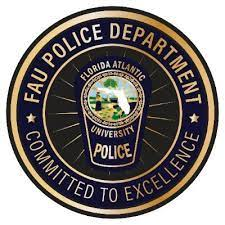 FAU POLICE DEPARTMENT
FLORIDA ATLANTIC
UNIVERSITY
POLICE
COMMITTED TO EXCELLENCE